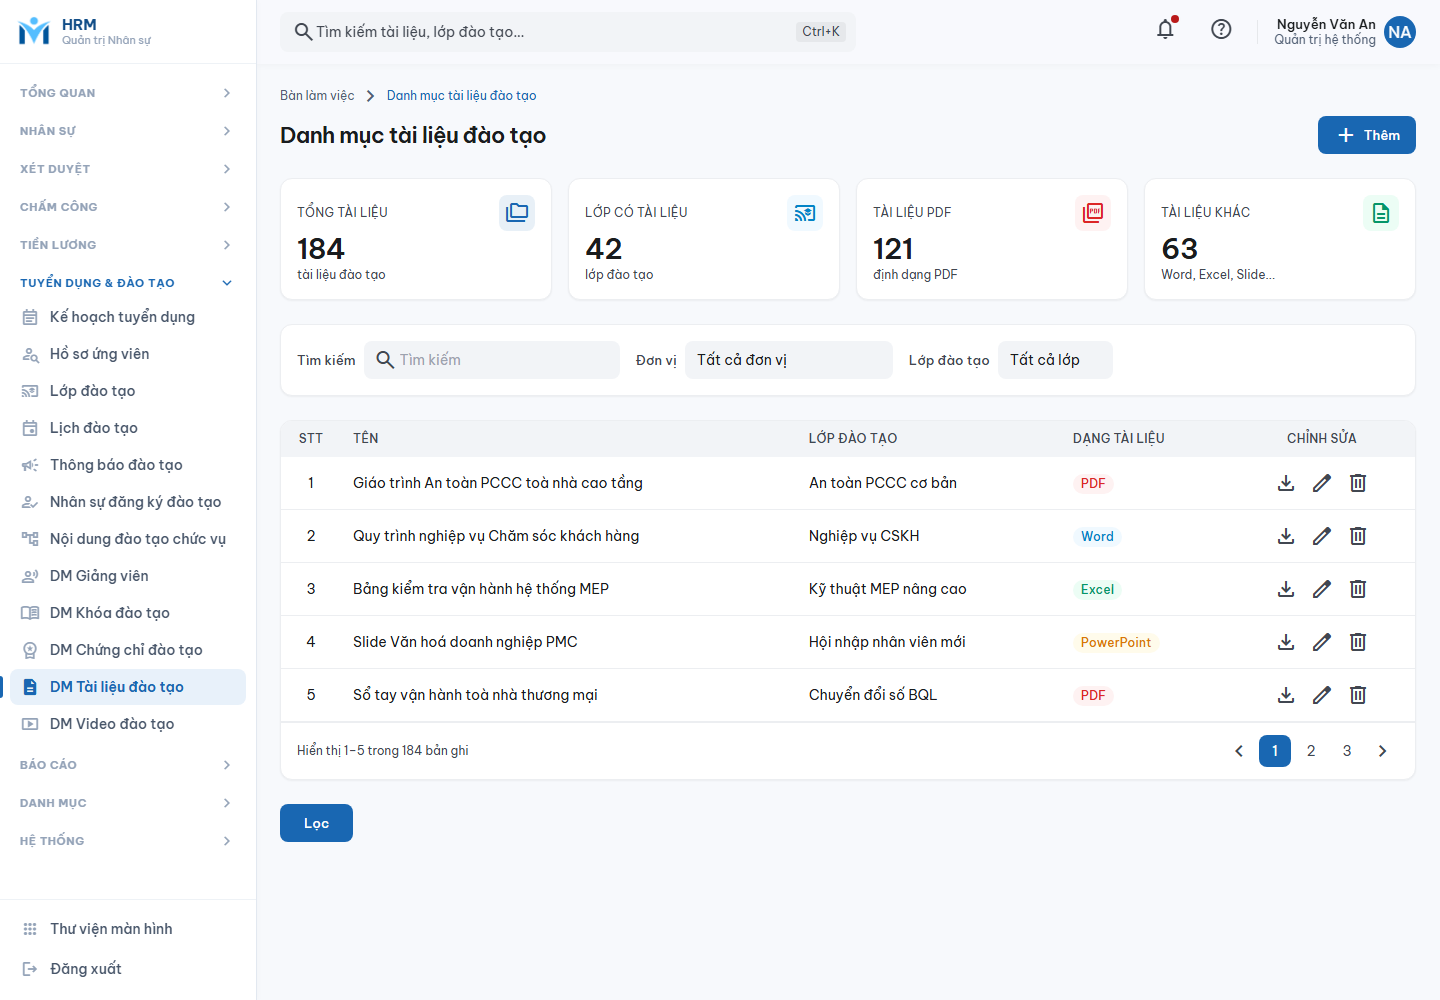 HRM
Quản trị Nhân sự
TỔNG QUAN
NHÂN SỰ
XÉT DUYỆT
CHẤM CÔNG
TIỀN LƯƠNG
TUYỂN DỤNG & ĐÀO TẠO
Kế hoạch tuyển dụng
Hồ sơ ứng viên
Lớp đào tạo
Lịch đào tạo
Thông báo đào tạo
Nhân sự đăng ký đào tạo
Nội dung đào tạo chức vụ
DM Giảng viên
DM Khóa đào tạo
DM Chứng chỉ đào tạo
DM Tài liệu đào tạo
DM Video đào tạo
BÁO CÁO
DANH MỤC
HỆ THỐNG
Thư viện màn hình
Đăng xuất
Tìm kiếm tài liệu, lớp đào tạo... Ctrl+K
Nguyễn Văn An
Quản trị hệ thống
NA
Bàn làm việc Danh mục tài liệu đào tạo
Danh mục tài liệu đào tạo
Thêm
TỔNG TÀI LIỆU
184
tài liệu đào tạo
LỚP CÓ TÀI LIỆU
42
lớp đào tạo
TÀI LIỆU PDF
PDF
121
định dạng PDF
TÀI LIỆU KHÁC
63
Word, Excel, Slide...
Tìm kiếm Tìm kiếm Đơn vị Tất cả đơn vị Lớp đào tạo Tất cả lớp
STT TÊN LỚP ĐÀO TẠO DẠNG TÀI LIỆU CHỈNH SỬA
1 Giáo trình An toàn PCCC toà nhà cao tầng An toàn PCCC cơ bản PDF
2 Quy trình nghiệp vụ Chăm sóc khách hàng Nghiệp vụ CSKH Word
3 Bảng kiểm tra vận hành hệ thống MEP Kỹ thuật MEP nâng cao Excel
4 Slide Văn hoá doanh nghiệp PMC Hội nhập nhân viên mới PowerPoint
5 Sổ tay vận hành toà nhà thương mại Chuyển đổi số BQL PDF
Hiển thị 1–5 trong 184 bản ghi 1 2 3
Lọc